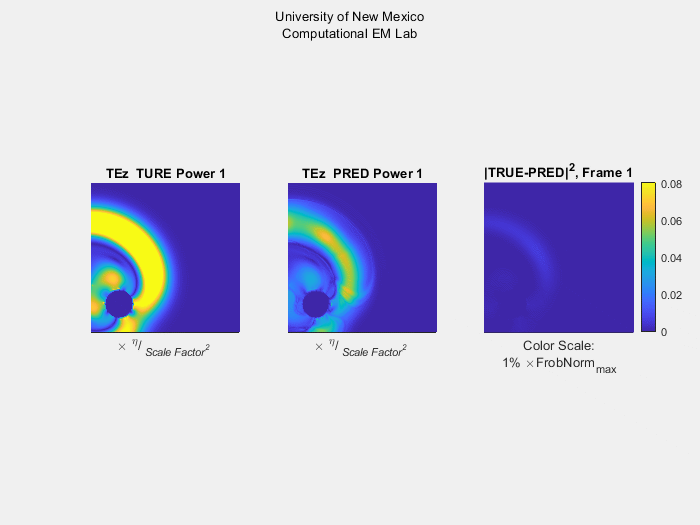 University of New Mexico
Computational EM Lab
TEz TURE Power 1
TEz PRED Power 1
|TRUE-PRED|², Frame 1
0.08
0.06
0.04
0.02
0
× η/ Scale Factor²
× η/ Scale Factor²
Color Scale:
1% ×FrobNorm_max